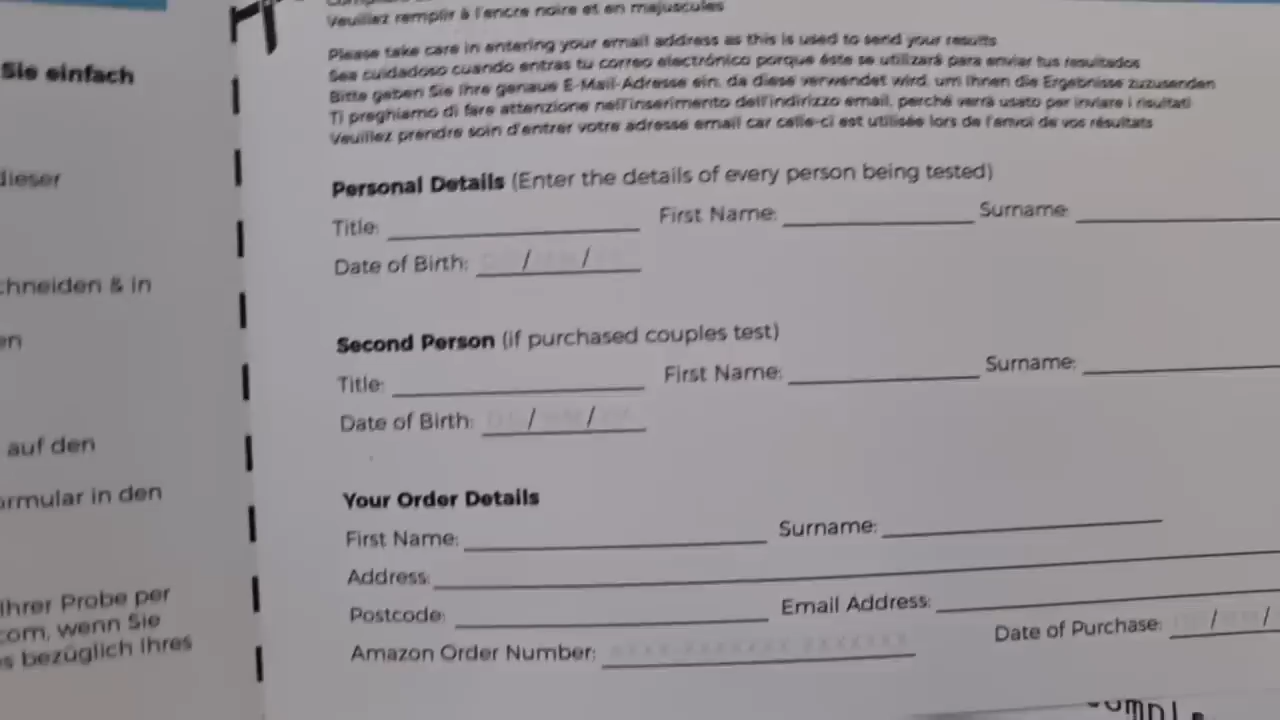 Veuillez remplir à l'encre noire et en majuscules
Please take care in entering your email address as this is used to send your results
Sea cuidadoso cuando entras tu correo electrónico porque éste se utilizará para enviar tus resultados
Bitte geben Sie Ihre genaue E-Mail-Adresse ein, da diese verwendet wird, um Ihnen die Ergebnisse zuzusenden
Ti preghiamo di fare attenzione nell'inserimento dell'indirizzo email, perché verrà usato per inviare i risultati
Veuillez prendre soin d'entrer votre adresse email car celle-ci est utilisée lors de l'envoi de vos résultats
Personal Details (Enter the details of every person being tested)
Title: First Name: Surname:
Date of Birth: / /
Second Person (if purchased couples test)
Title: First Name: Surname:
Date of Birth: / /
Your Order Details
First Name: Surname:
Address:
Postcode: Email Address:
Amazon Order Number: Date of Purchase: / /
Sie einfach
dieser
chneiden & in
en
auf den
ormular in den
Ihrer Probe per
com, wenn Sie
s bezüglich Ihres